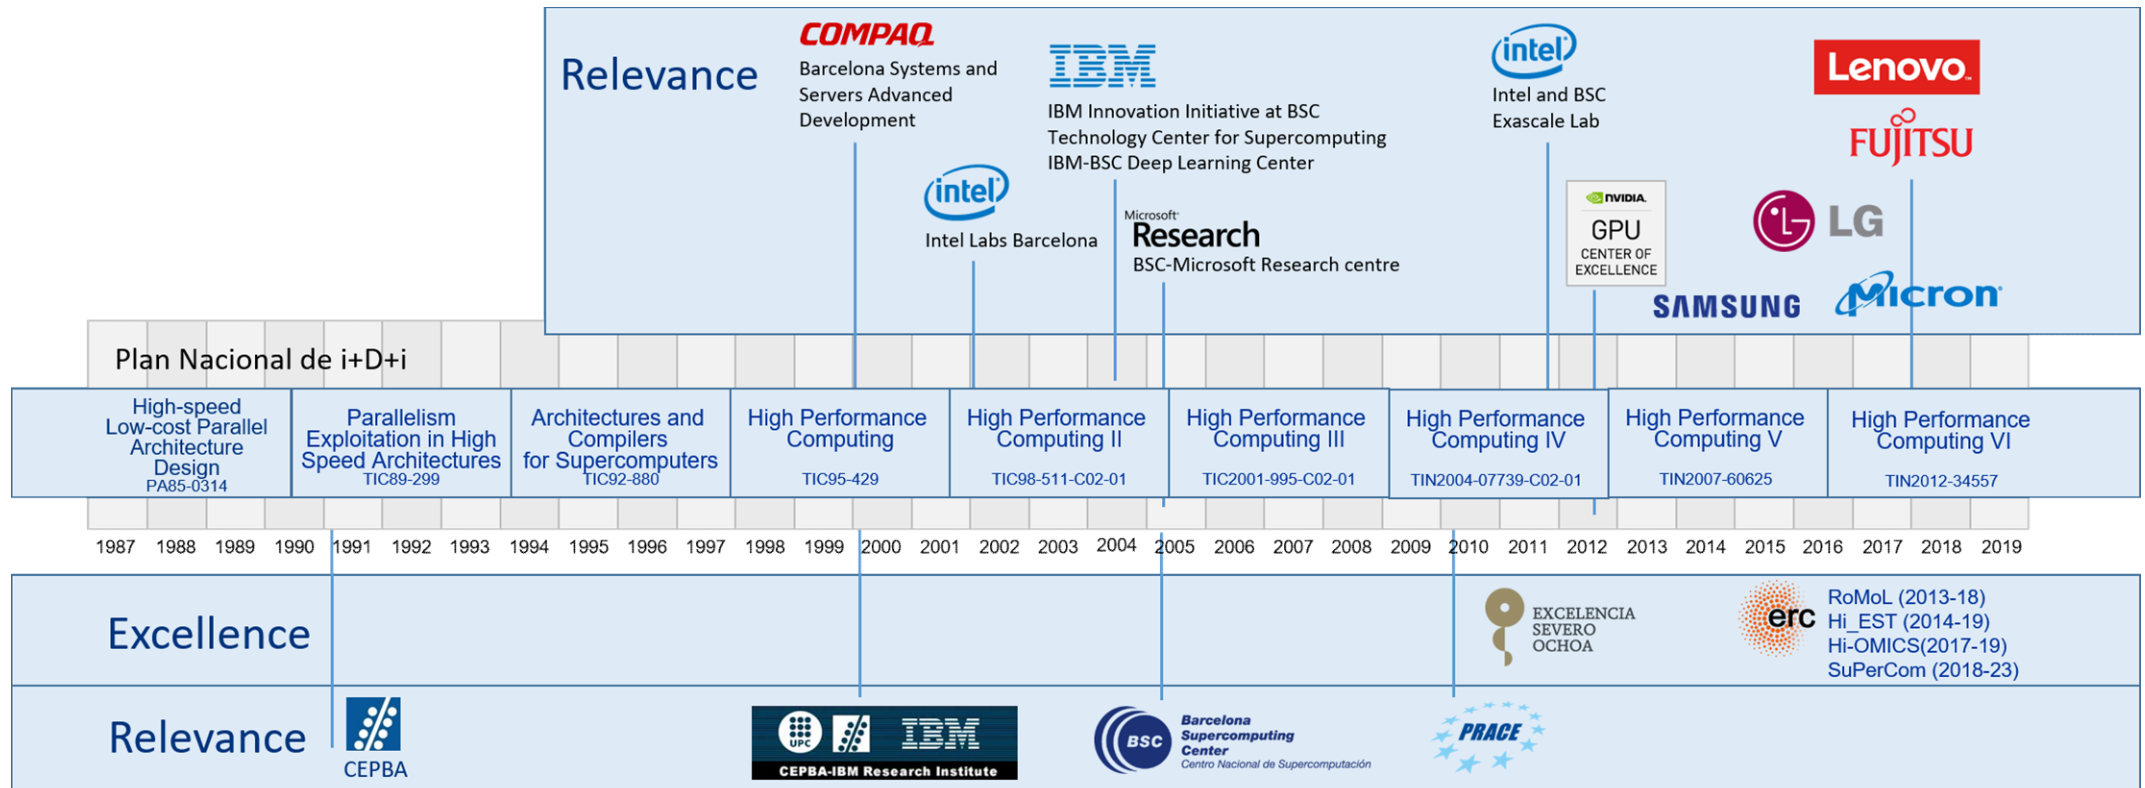 Relevance
COMPAQ
Barcelona Systems and
Servers Advanced
Development
intel
Intel Labs Barcelona
IBM
IBM Innovation Initiative at BSC
Technology Center for Supercomputing
IBM-BSC Deep Learning Center
Microsoft
Research
BSC-Microsoft Research centre
intel
Intel and BSC
Exascale Lab
NVIDIA
GPU
CENTER OF
EXCELLENCE
Lenovo
FUJITSU
LG
SAMSUNG
Micron
Plan Nacional de i+D+i
High-speed
Low-cost Parallel
Architecture
Design
PA85-0314
Parallelism
Exploitation in High
Speed Architectures
TIC89-299
Architectures and
Compilers
for Supercomputers
TIC92-880
High Performance
Computing
TIC95-429
High Performance
Computing II
TIC98-511-C02-01
High Performance
Computing III
TIC2001-995-C02-01
High Performance
Computing IV
TIN2004-07739-C02-01
High Performance
Computing V
TIN2007-60625
High Performance
Computing VI
TIN2012-34557
1987 1988 1989 1990 1991 1992 1993 1994 1995 1996 1997 1998 1999 2000 2001 2002 2003 2004 2005 2006 2007 2008 2009 2010 2011 2012 2013 2014 2015 2016 2017 2018 2019
Excellence
EXCELENCIA
SEVERO
OCHOA
erc
RoMoL (2013-18)
Hi_EST (2014-19)
Hi-OMICS(2017-19)
SuPerCom (2018-23)
Relevance
CEPBA
UPC
IBM
CEPBA-IBM Research Institute
BSC
Barcelona
Supercomputing
Center
Centro Nacional de Supercomputación
PRACE